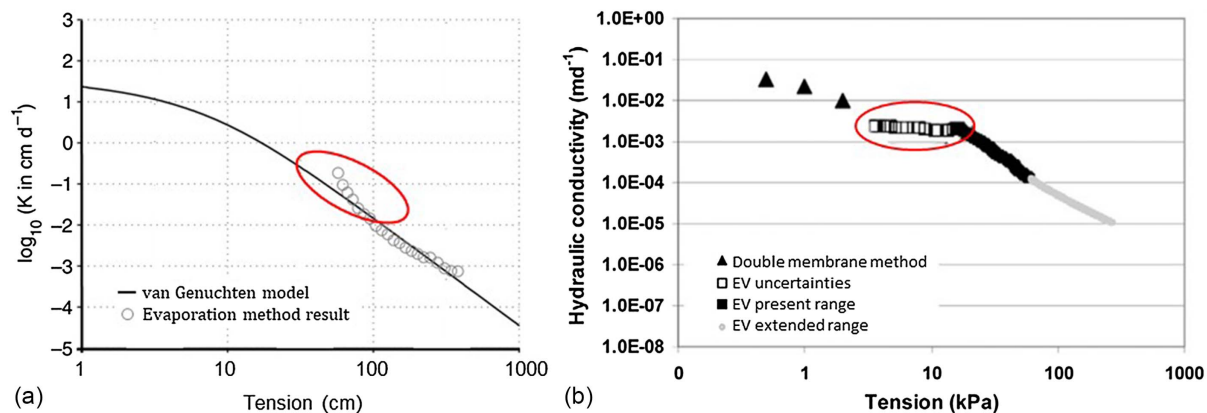 3
2
1
0
–1
–2
–3
–4
–5
log₁₀ (K in cm d⁻¹)
van Genuchten model
Evaporation method result
1 10 100 1000
Tension (cm)
(a)
1.0E+00
1.0E-01
1.0E-02
1.0E-03
1.0E-04
1.0E-05
1.0E-06
1.0E-07
1.0E-08
Hydraulic conductivity (md⁻¹)
Double membrane method
EV uncertainties
EV present range
EV extended range
0 1 10 100 1000
Tension (kPa)
(b)